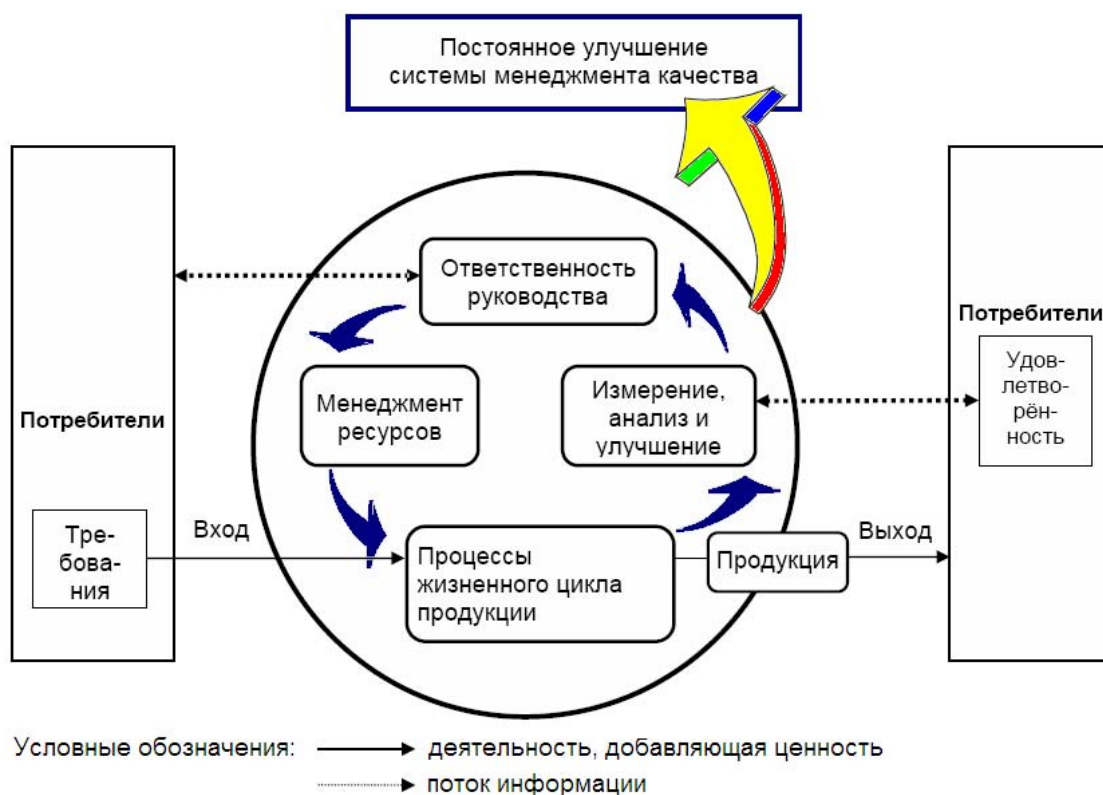 Постоянное улучшение
системы менеджмента качества
Потребители
Тре-
бова-
ния
Вход
Ответственность
руководства
Менеджмент
ресурсов
Измерение,
анализ и
улучшение
Процессы
жизненного цикла
продукции
Продукция
Выход
Потребители
Удов-
летво-
рён-
ность
Условные обозначения:
деятельность, добавляющая ценность
поток информации